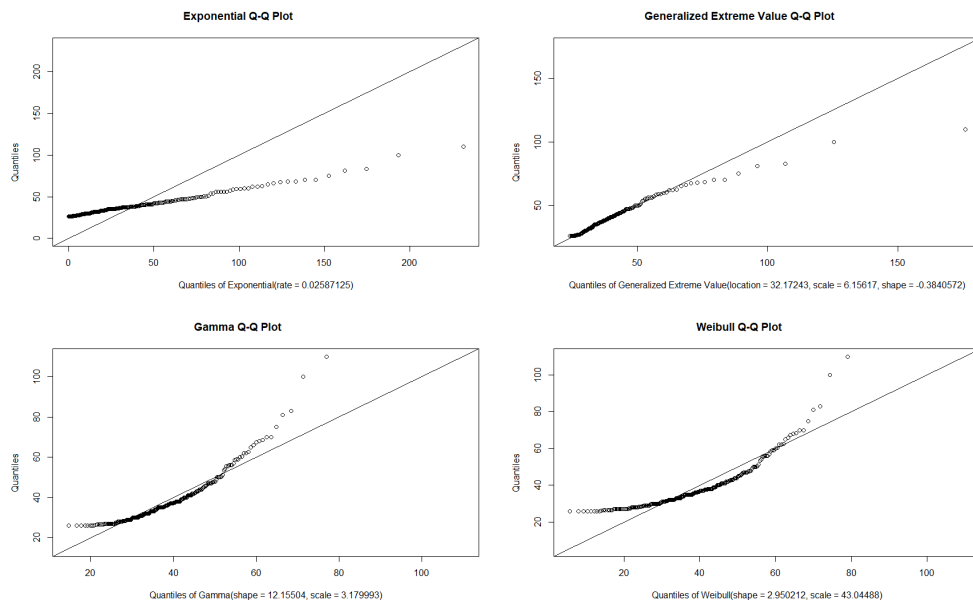 Exponential Q-Q Plot
Quantiles
0 50 100 150 200
0 50 100 150 200
Quantiles of Exponential(rate = 0.02587125)
Generalized Extreme Value Q-Q Plot
Quantiles
50 100 150
50 100 150
Quantiles of Generalized Extreme Value(location = 32.17243, scale = 6.15617, shape = -0.3840572)
Gamma Q-Q Plot
Quantiles
20 40 60 80 100
20 40 60 80 100
Quantiles of Gamma(shape = 12.15504, scale = 3.179993)
Weibull Q-Q Plot
Quantiles
20 40 60 80 100
20 40 60 80 100
Quantiles of Weibull(shape = 2.950212, scale = 43.04488)